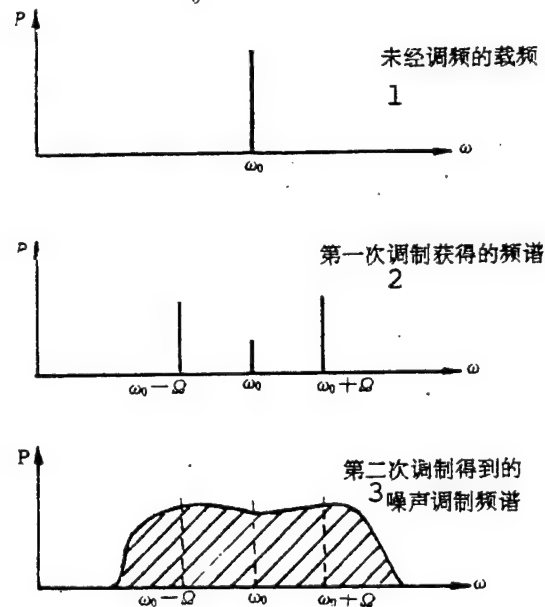 P
未经调频的载频
1
ω
ω₀
P
第一次调制获得的频谱
2
ω₀－Ω
ω₀
ω₀＋Ω
ω
P
第二次调制得到的
3 噪声调制频谱
ω₀－Ω
ω₀
ω₀＋Ω
ω